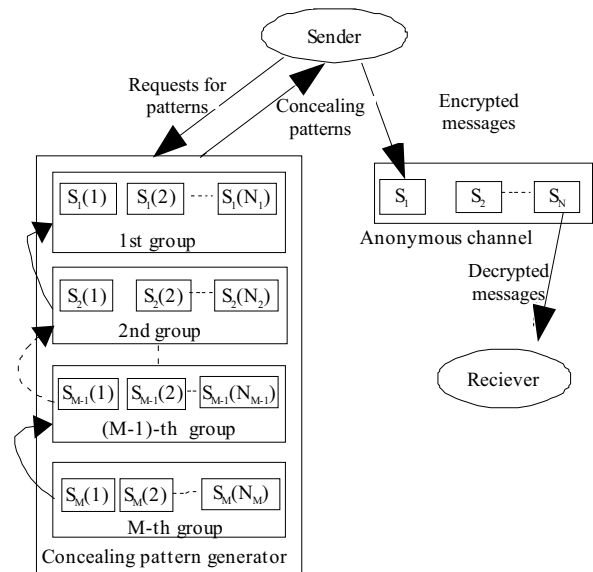 Sender
Requests for
patterns
Concealing
patterns
Encrypted
messages
S1(1) S1(2) S1(N1)
1st group
S1 S2 SN
Anonymous channel
S2(1) S2(2) S2(N2)
2nd group
Decrypted
messages
SM-1(1) SM-1(2) SM-1(NM-1)
(M-1)-th group
Reciever
SM(1) SM(2) SM(NM)
M-th group
Concealing pattern generator